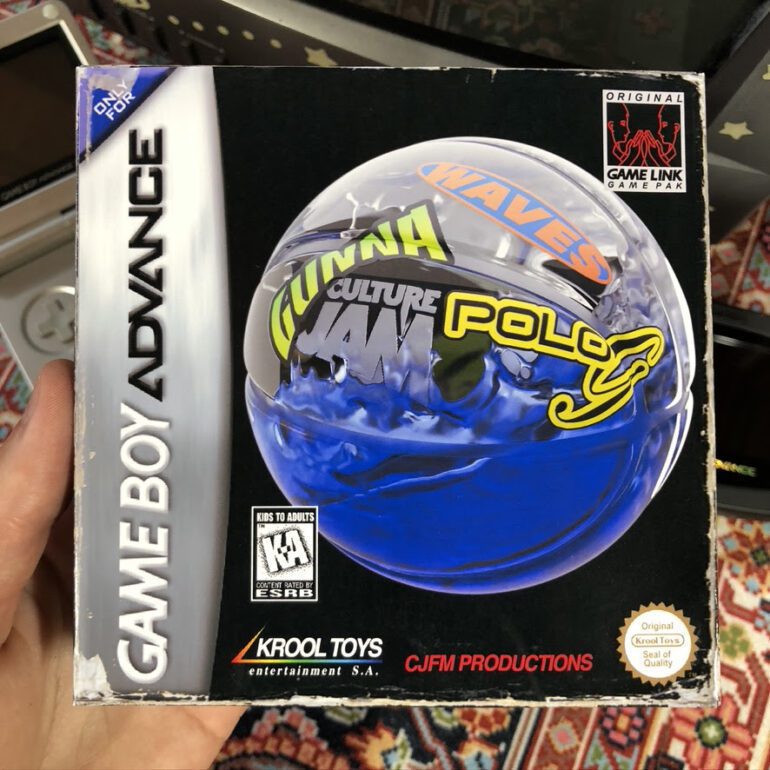 ONLY
FOR
GAME BOY ADVANCE
ORIGINAL
GAME LINK
GAME PAK
WAVES
GUNNA
CULTURE
JAM
POLO G
KIDS TO ADULTS
KA
CONTENT RATED BY
ESRB
KROOL TOYS
entertainment S.A.
CJFM PRODUCTIONS
Original
Krool Toys
Seal of
Quality